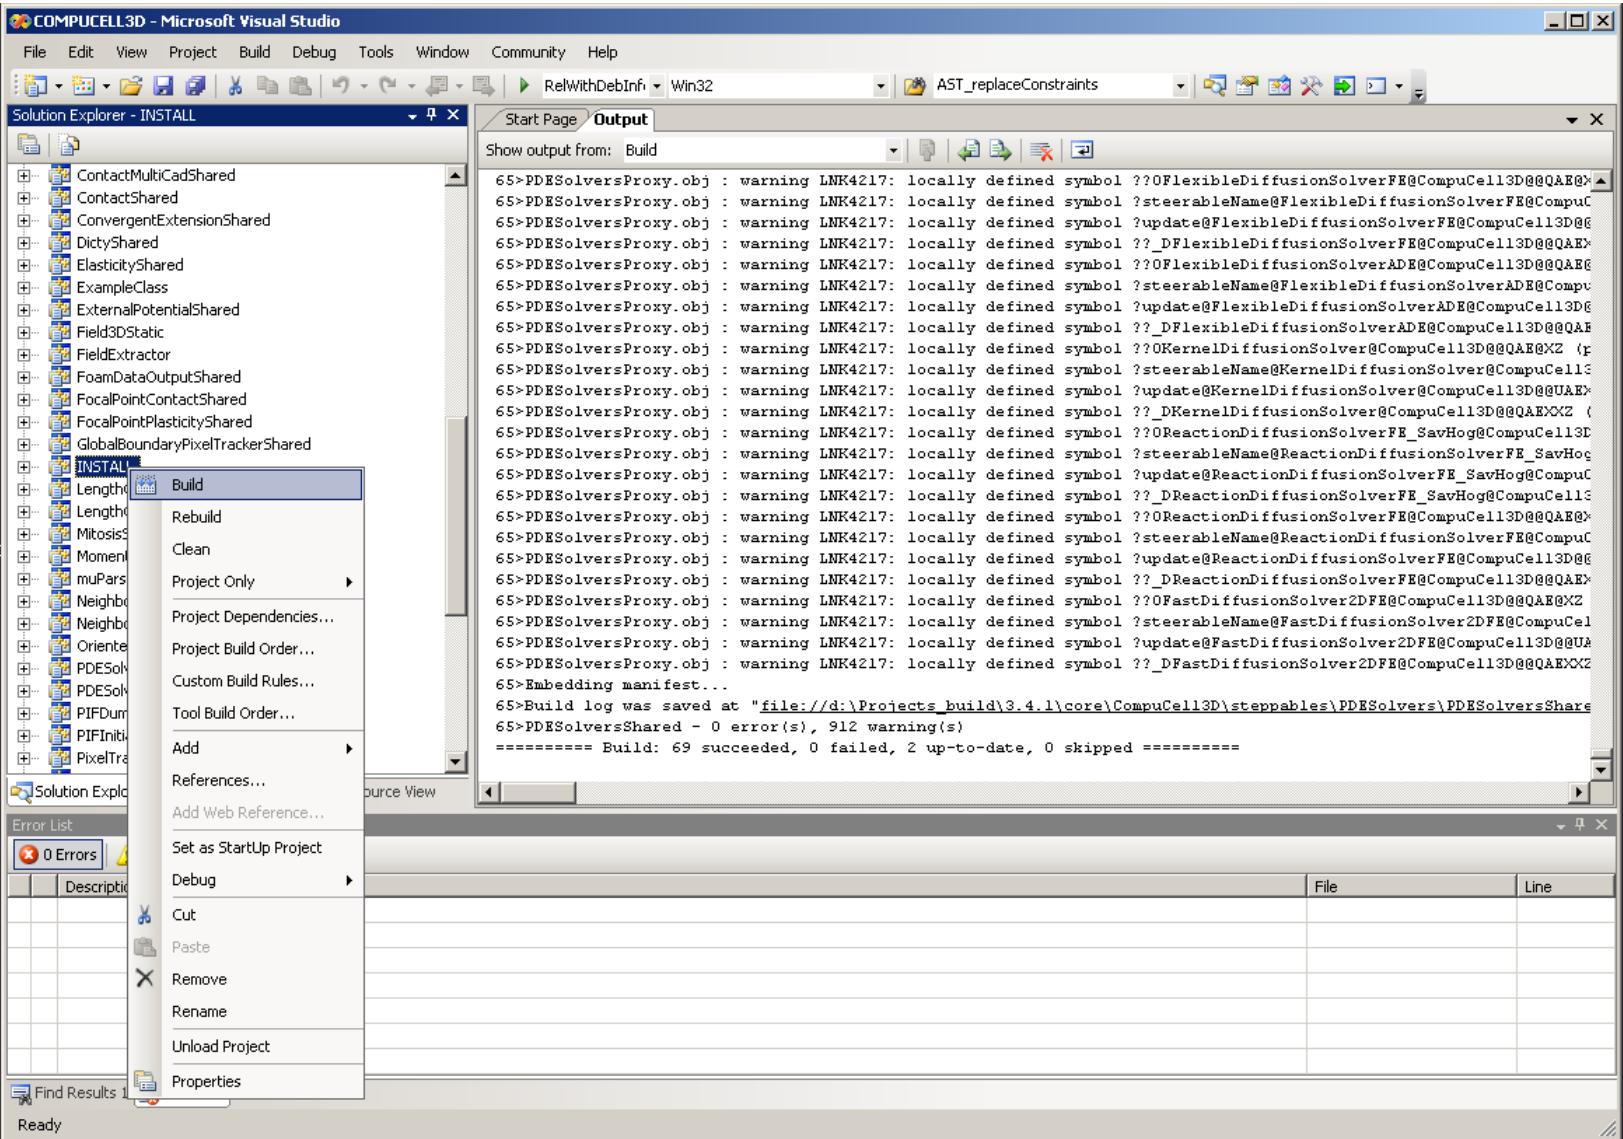 COMPUCELL3D - Microsoft Visual Studio
File Edit View Project Build Debug Tools Window Community Help
RelWithDebInf Win32 AST_replaceConstraints
Solution Explorer - INSTALL
Start Page Output
Show output from: Build
ContactMultiCadShared
ContactShared
ConvergentExtensionShared
DictyShared
ElasticityShared
ExampleClass
ExternalPotentialShared
Field3DStatic
FieldExtractor
FoamDataOutputShared
FocalPointContactShared
FocalPointPlasticityShared
GlobalBoundaryPixelTrackerShared
INSTALL
Length
Length
Mitosis
Momen
muPars
Neighb
Neighb
Oriente
PDESol
PDESol
PIFDum
PIFIniti
PixelTra
Solution Explo
ource View
Build
Rebuild
Clean
Project Only
Project Dependencies...
Project Build Order...
Custom Build Rules...
Tool Build Order...
Add
References...
Add Web Reference...
Set as StartUp Project
Debug
Cut
Paste
Remove
Rename
Unload Project
Properties
65>PDESolversProxy.obj : warning LNK4217: locally defined symbol ??0FlexibleDiffusionSolverFE@CompuCell3D@@QAE@X
65>PDESolversProxy.obj : warning LNK4217: locally defined symbol ?steerableName@FlexibleDiffusionSolverFE@CompuC
65>PDESolversProxy.obj : warning LNK4217: locally defined symbol ?update@FlexibleDiffusionSolverFE@CompuCell3D@@
65>PDESolversProxy.obj : warning LNK4217: locally defined symbol ??_DFlexibleDiffusionSolverFE@CompuCell3D@@QAEX
65>PDESolversProxy.obj : warning LNK4217: locally defined symbol ??0FlexibleDiffusionSolverADE@CompuCell3D@@QAE@
65>PDESolversProxy.obj : warning LNK4217: locally defined symbol ?steerableName@FlexibleDiffusionSolverADE@Compu
65>PDESolversProxy.obj : warning LNK4217: locally defined symbol ?update@FlexibleDiffusionSolverADE@CompuCell3D@
65>PDESolversProxy.obj : warning LNK4217: locally defined symbol ??_DFlexibleDiffusionSolverADE@CompuCell3D@@QAE
65>PDESolversProxy.obj : warning LNK4217: locally defined symbol ??0KernelDiffusionSolver@CompuCell3D@@QAE@XZ (p
65>PDESolversProxy.obj : warning LNK4217: locally defined symbol ?steerableName@KernelDiffusionSolver@CompuCell3
65>PDESolversProxy.obj : warning LNK4217: locally defined symbol ?update@KernelDiffusionSolver@CompuCell3D@@UAEX
65>PDESolversProxy.obj : warning LNK4217: locally defined symbol ??_DKernelDiffusionSolver@CompuCell3D@@QAEXXZ (
65>PDESolversProxy.obj : warning LNK4217: locally defined symbol ??0ReactionDiffusionSolverFE_SavHog@CompuCell3D
65>PDESolversProxy.obj : warning LNK4217: locally defined symbol ?steerableName@ReactionDiffusionSolverFE_SavHog
65>PDESolversProxy.obj : warning LNK4217: locally defined symbol ?update@ReactionDiffusionSolverFE_SavHog@CompuC
65>PDESolversProxy.obj : warning LNK4217: locally defined symbol ??_DReactionDiffusionSolverFE_SavHog@CompuCell3
65>PDESolversProxy.obj : warning LNK4217: locally defined symbol ??0ReactionDiffusionSolverFE@CompuCell3D@@QAE@X
65>PDESolversProxy.obj : warning LNK4217: locally defined symbol ?steerableName@ReactionDiffusionSolverFE@CompuC
65>PDESolversProxy.obj : warning LNK4217: locally defined symbol ?update@ReactionDiffusionSolverFE@CompuCell3D@@
65>PDESolversProxy.obj : warning LNK4217: locally defined symbol ??_DReactionDiffusionSolverFE@CompuCell3D@@QAEX
65>PDESolversProxy.obj : warning LNK4217: locally defined symbol ??0FastDiffusionSolver2DFE@CompuCell3D@@QAE@XZ
65>PDESolversProxy.obj : warning LNK4217: locally defined symbol ?steerableName@FastDiffusionSolver2DFE@CompuCel
65>PDESolversProxy.obj : warning LNK4217: locally defined symbol ?update@FastDiffusionSolver2DFE@CompuCell3D@@UA
65>PDESolversProxy.obj : warning LNK4217: locally defined symbol ??_DFastDiffusionSolver2DFE@CompuCell3D@@QAEXXZ
65>Embedding manifest...
65>Build log was saved at "file://d:\Projects_build\3.4.1\core\CompuCell3D\steppables\PDESolvers\PDESolversShare
65>PDESolversShared - 0 error(s), 912 warning(s)
========== Build: 69 succeeded, 0 failed, 2 up-to-date, 0 skipped ==========
Error List
0 Errors
Descriptio File Line
Find Results 1
Ready